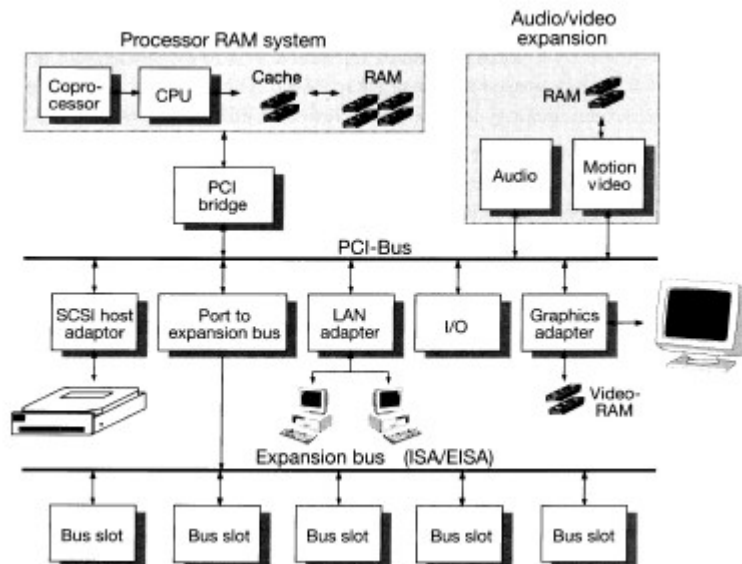 Processor RAM system
Audio/video
expansion
Coproc-
cessor
CPU
Cache
RAM
RAM
Audio
Motion
video
PCI
bridge
PCI-Bus
SCSI host
adaptor
Port to
expansion bus
LAN
adapter
I/O
Graphics
adapter
Video-
RAM
Expansion bus (ISA/EISA)
Bus slot
Bus slot
Bus slot
Bus slot
Bus slot